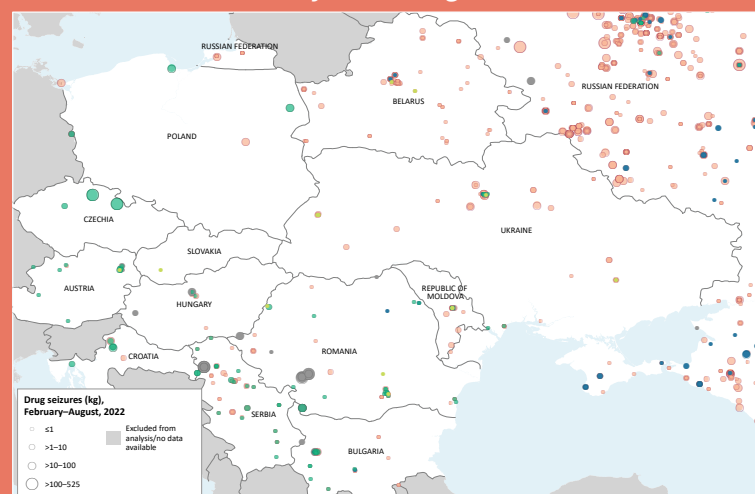 RUSSIAN FEDERATION
BELARUS
RUSSIAN FEDERATION
POLAND
CZECHIA
UKRAINE
SLOVAKIA
AUSTRIA
HUNGARY
REPUBLIC OF
MOLDOVA
CROATIA
ROMANIA
SERBIA
BULGARIA
Drug seizures (kg),
February–August, 2022
≤1
>1–10
>10–100
>100–525
Excluded from
analysis/no data
available